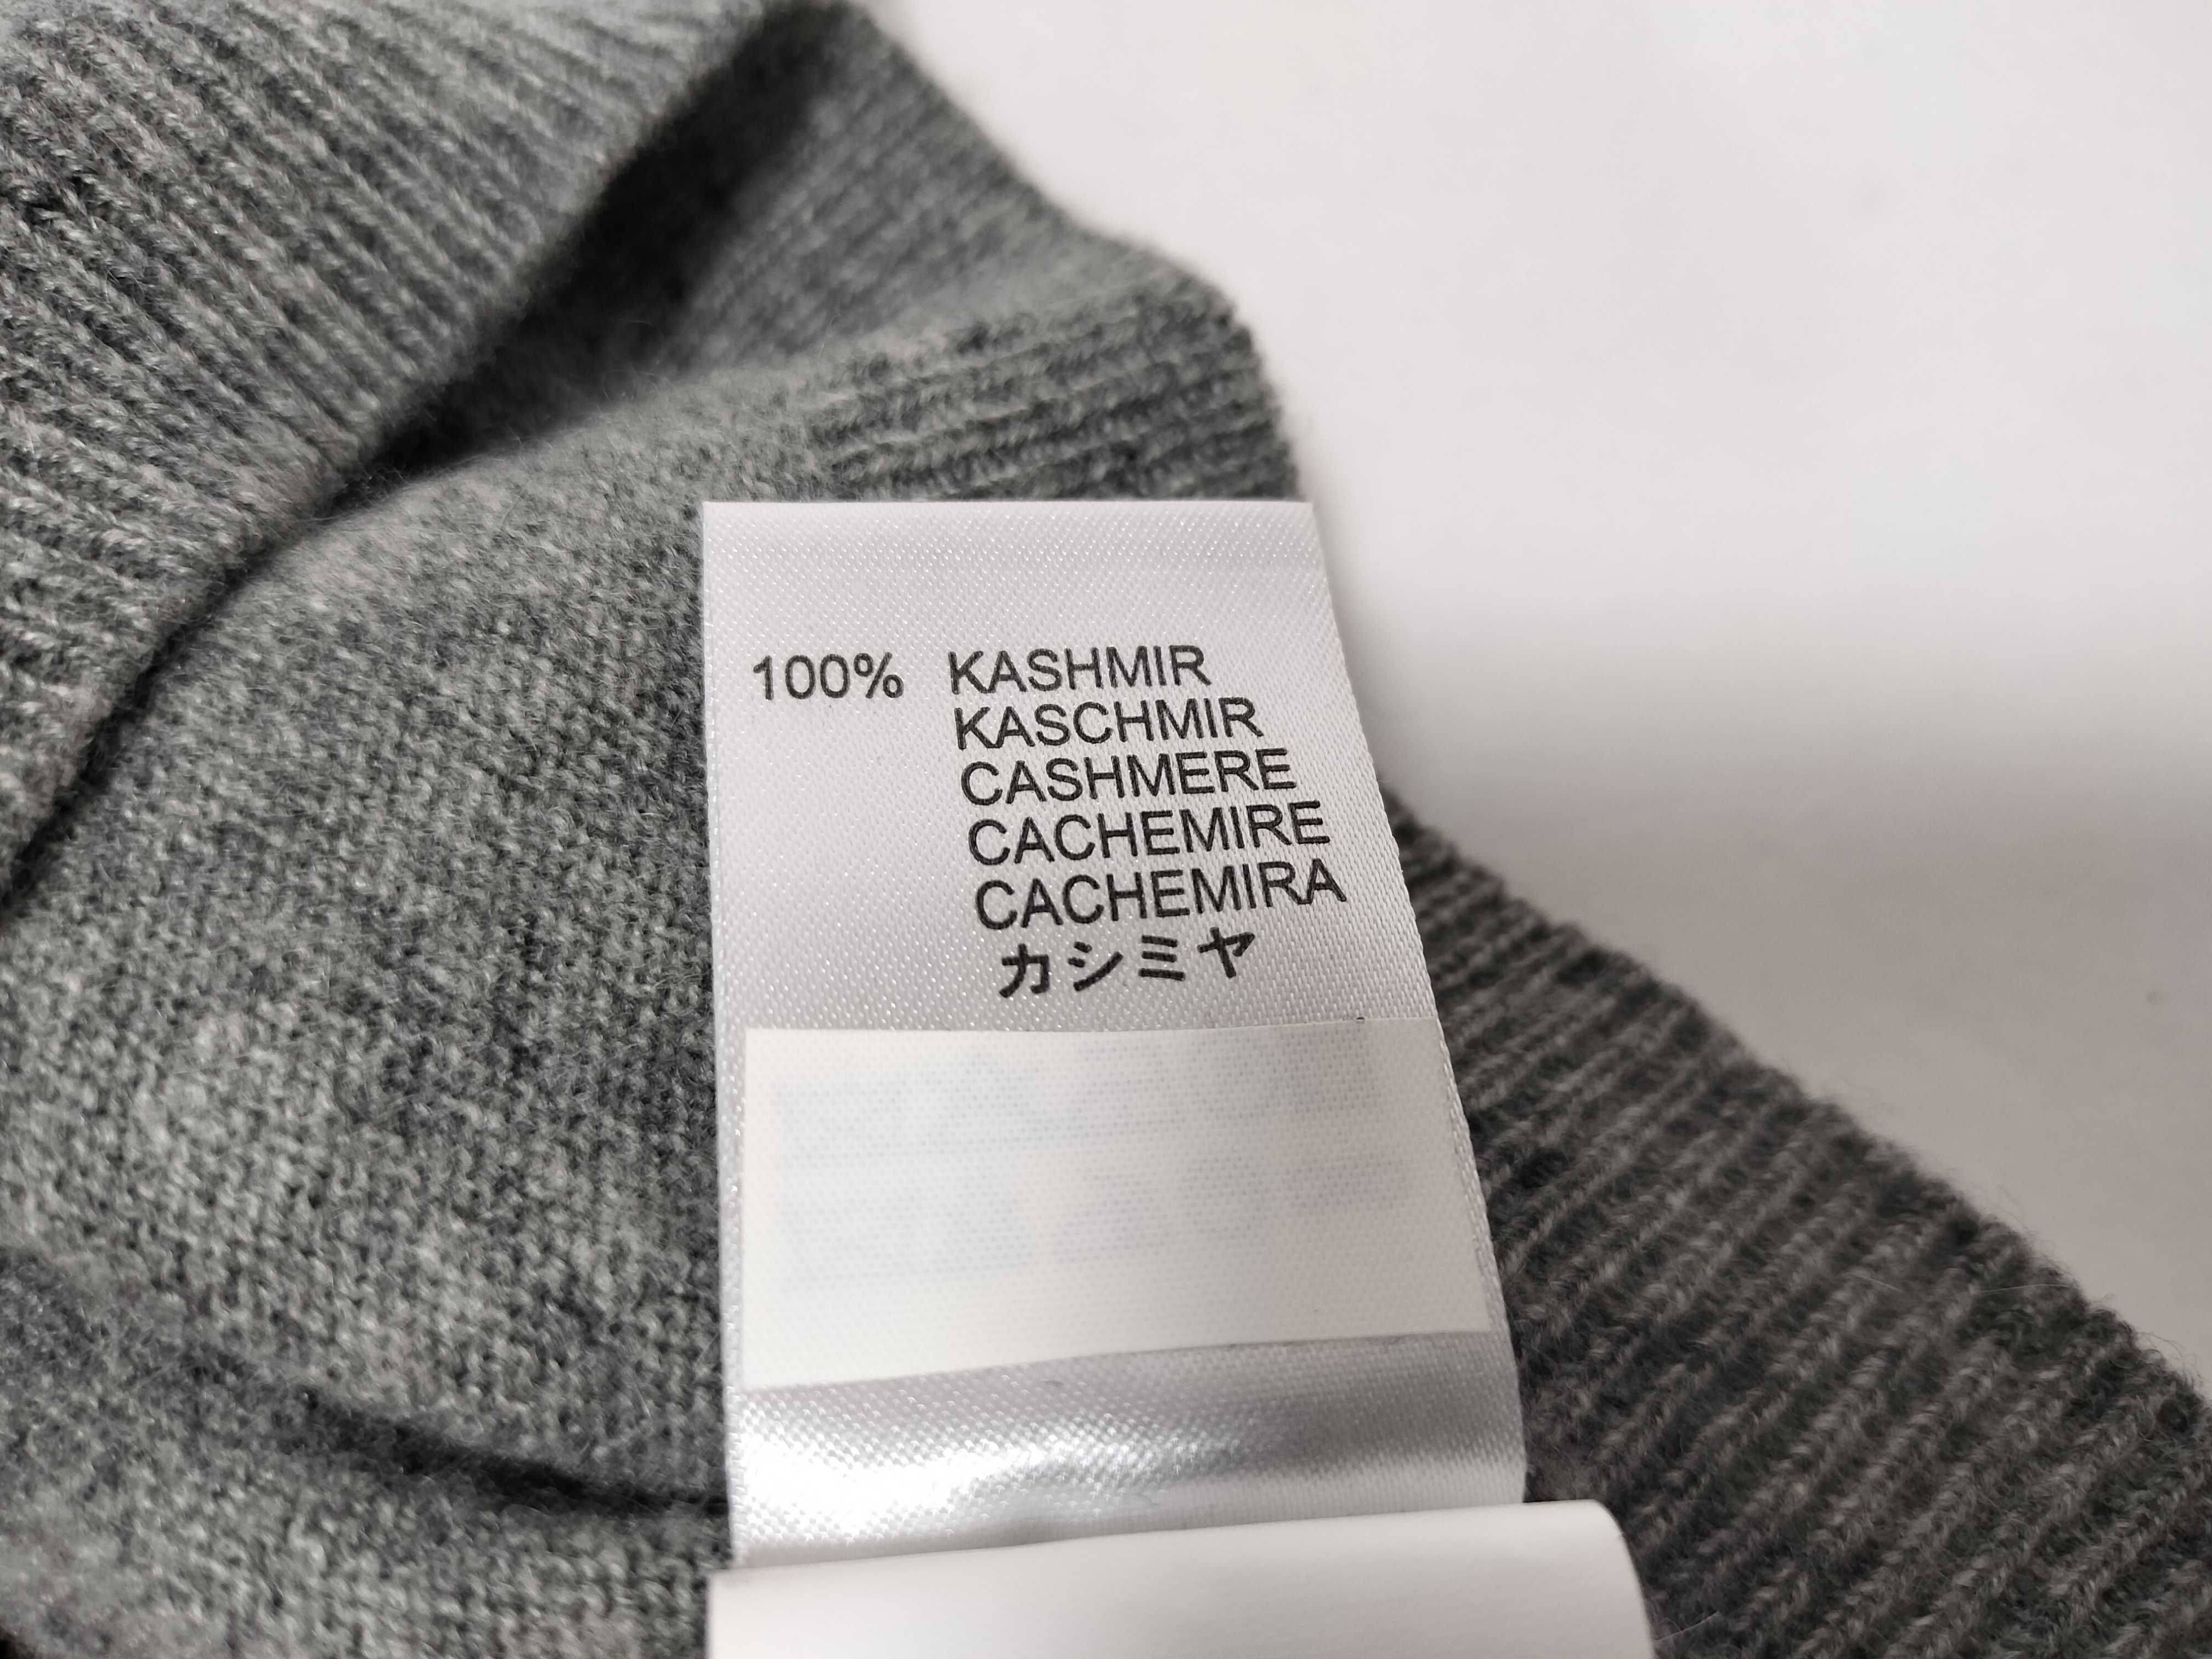 100% KASHMIR
KASCHMIR
CASHMERE
CACHEMIRE
CACHEMIRA
カシミヤ